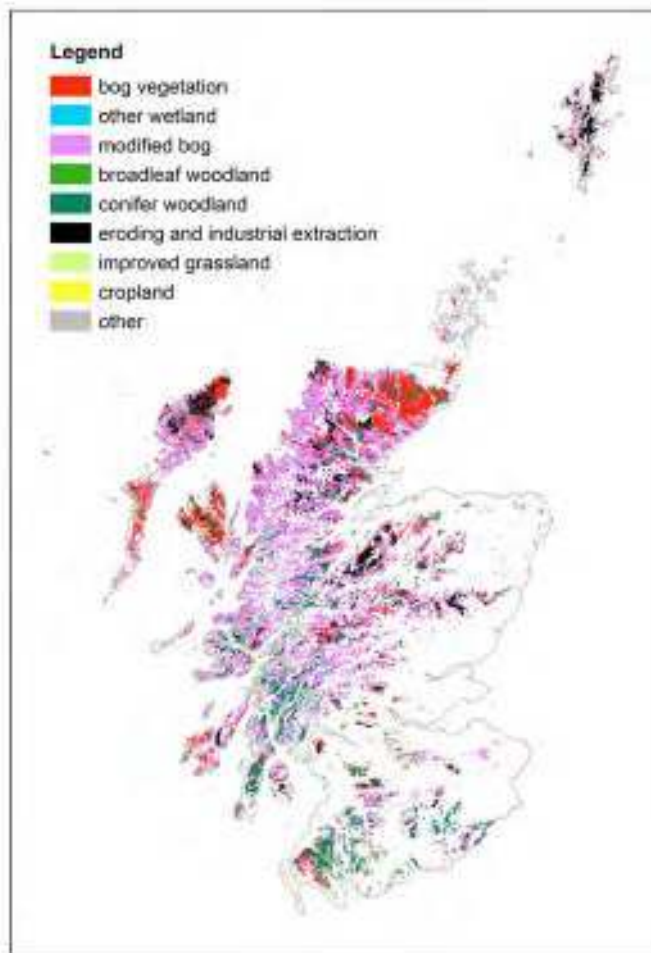 Legend
bog vegetation
other wetland
modified bog
broadleaf woodland
conifer woodland
eroding and industrial extraction
improved grassland
cropland
other